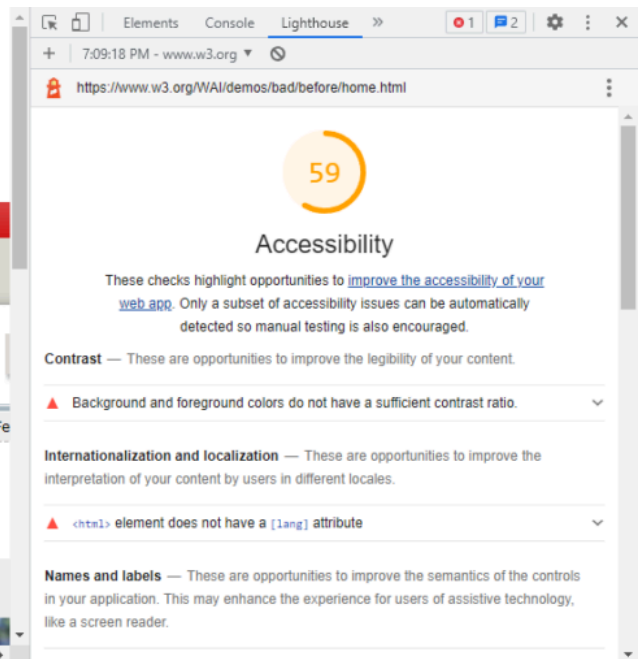 Elements Console Lighthouse » 1 2
+ 7:09:18 PM - www.w3.org ▼
https://www.w3.org/WAI/demos/bad/before/home.html
59
Accessibility
These checks highlight opportunities to improve the accessibility of your
web app. Only a subset of accessibility issues can be automatically
detected so manual testing is also encouraged.
Contrast — These are opportunities to improve the legibility of your content.
Background and foreground colors do not have a sufficient contrast ratio.
Fe
Internationalization and localization — These are opportunities to improve the
interpretation of your content by users in different locales.
<html> element does not have a [lang] attribute
Names and labels — These are opportunities to improve the semantics of the controls
in your application. This may enhance the experience for users of assistive technology,
like a screen reader.